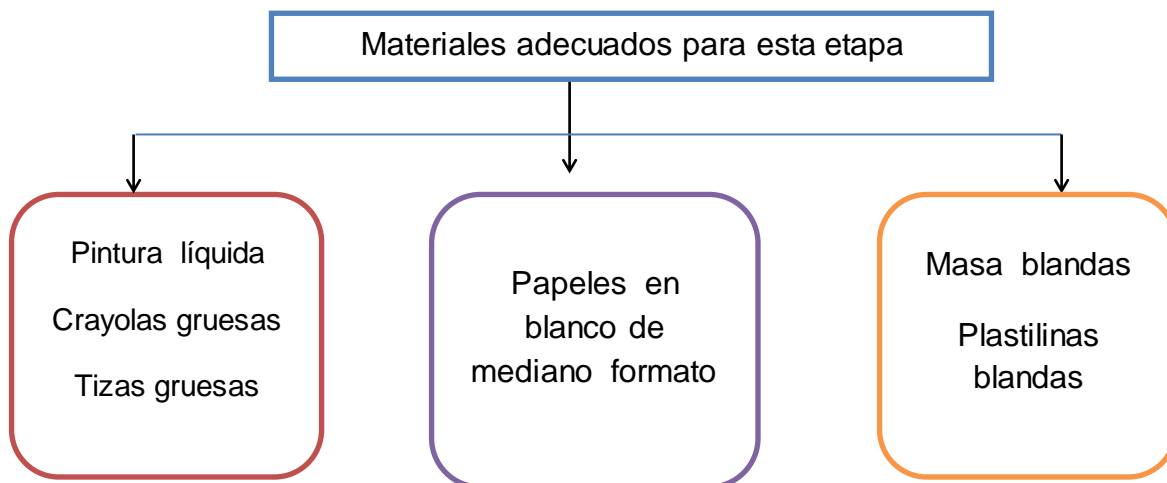 Materiales adecuados para esta etapa
Pintura líquida
Crayolas gruesas
Tizas gruesas
Papeles en
blanco de
mediano formato
Masa blandas
Plastilinas
blandas